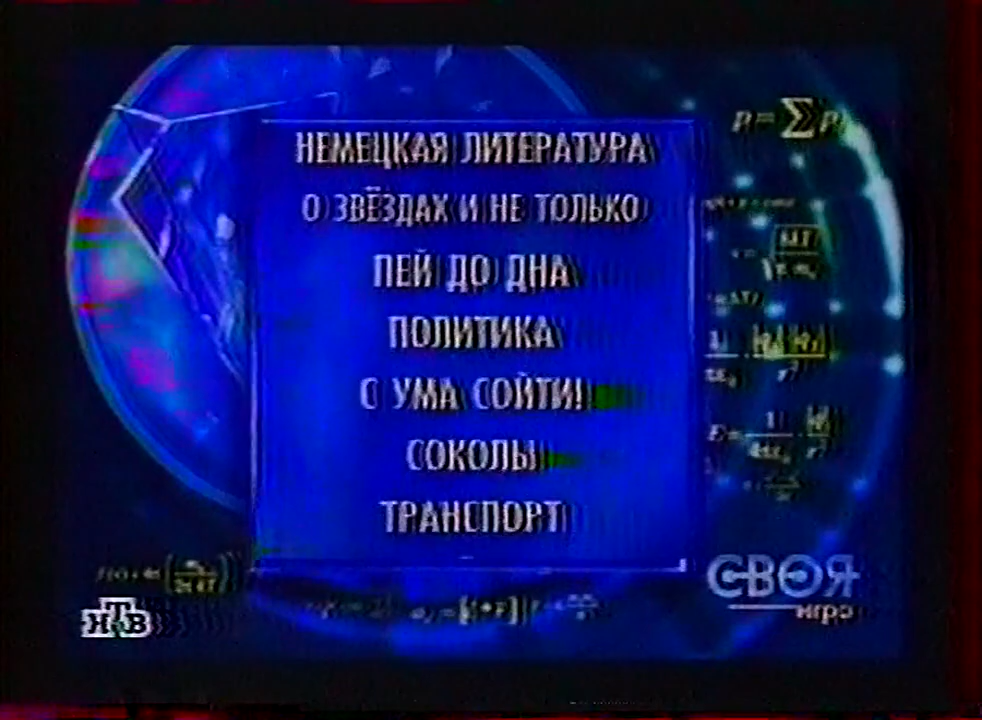 НЕМЕЦКАЯ ЛИТЕРАТУРА
О ЗВЁЗДАХ И НЕ ТОЛЬКО
ПЕЙ ДО ДНА
ПОЛИТИКА
С УМА СОЙТИ!
СОКОЛЫ
ТРАНСПОРТ
СВОЯ
игра
НТВ